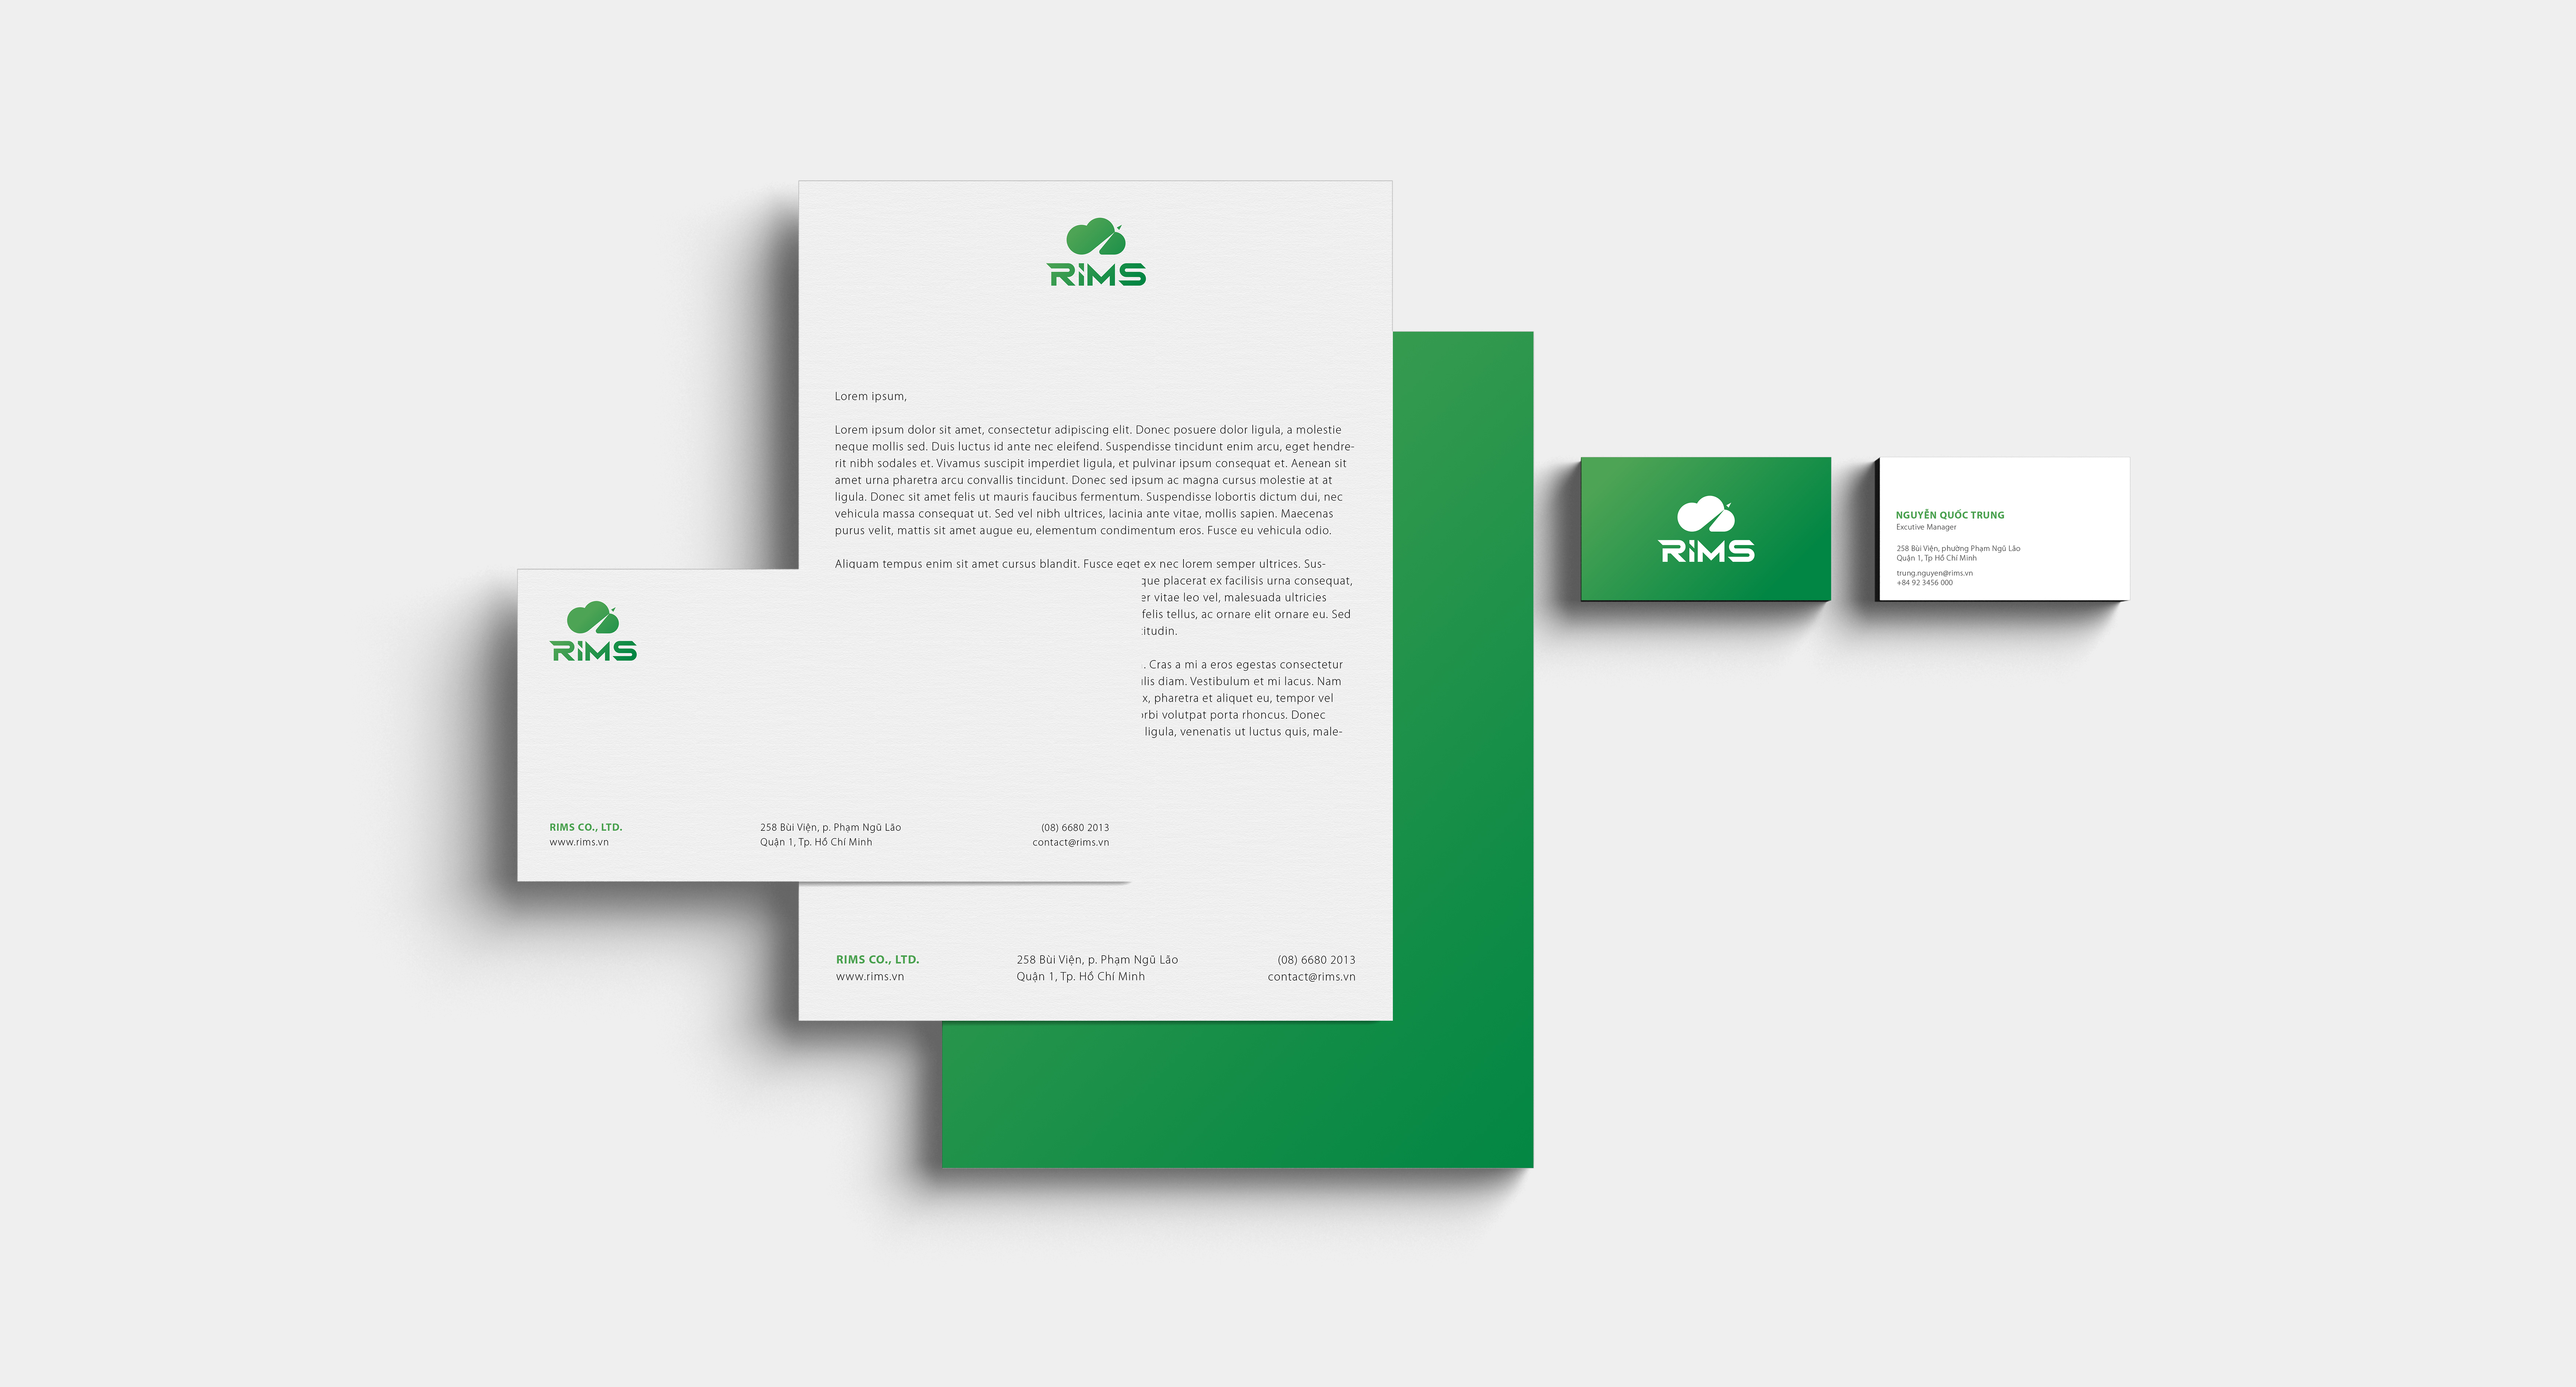 RiMS
Lorem ipsum,
Lorem ipsum dolor sit amet, consectetur adipiscing elit. Donec posuere dolor ligula, a molestie
neque mollis sed. Duis luctus id ante nec eleifend. Suspendisse tincidunt enim arcu, eget hendre-
rit nibh sodales et. Vivamus suscipit imperdiet ligula, et pulvinar ipsum consequat et. Aenean sit
amet urna pharetra arcu convallis tincidunt. Donec sed ipsum ac magna cursus molestie at at
ligula. Donec sit amet felis ut mauris faucibus fermentum. Suspendisse lobortis dictum dui, nec
vehicula massa consequat ut. Sed vel nibh ultrices, lacinia ante vitae, mollis sapien. Maecenas
purus velit, mattis sit amet augue eu, elementum condimentum eros. Fusce eu vehicula odio.
Aliquam tempus enim sit amet cursus blandit. Fusce eget ex nec lorem semper ultrices. Sus-
que placerat ex facilisis urna consequat,
er vitae leo vel, malesuada ultricies
felis tellus, ac ornare elit ornare eu. Sed
itudin.
. Cras a mi a eros egestas consectetur
lis diam. Vestibulum et mi lacus. Nam
x, pharetra et aliquet eu, tempor vel
rbi volutpat porta rhoncus. Donec
ligula, venenatis ut luctus quis, male-
RIMS CO., LTD.
www.rims.vn
258 Bùi Viện, p. Phạm Ngũ Lão
Quận 1, Tp. Hồ Chí Minh
(08) 6680 2013
contact@rims.vn
RiMS
RIMS CO., LTD.
www.rims.vn
258 Bùi Viện, p. Phạm Ngũ Lão
Quận 1, Tp. Hồ Chí Minh
(08) 6680 2013
contact@rims.vn
RiMS
NGUYỄN QUỐC TRUNG
Excutive Manager
258 Bùi Viện, phường Phạm Ngũ Lão
Quận 1, Tp Hồ Chí Minh
trung.nguyen@rims.vn
+84 92 3456 000